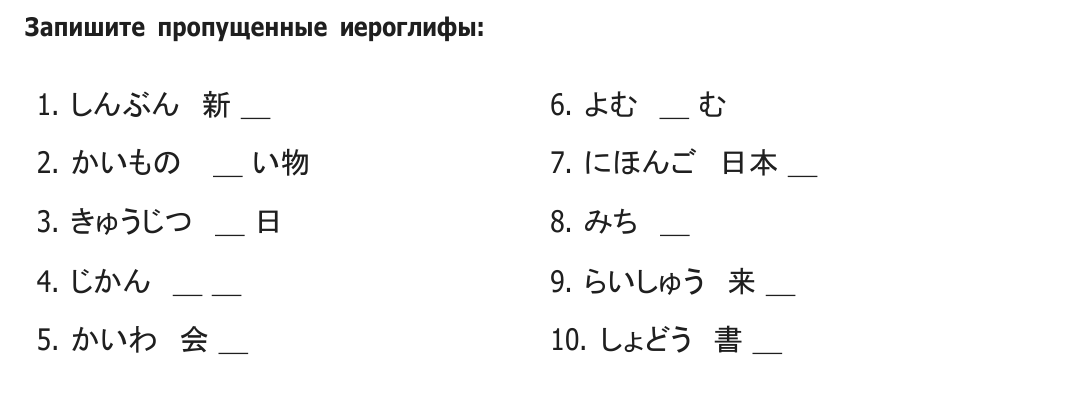 Запишите пропущенные иероглифы:
1. しんぶん 新 __
2. かいもの __ い物
3. きゅうじつ __ 日
4. じかん __ __
5. かいわ 会 __
6. よむ __ む
7. にほんご 日本 __
8. みち __
9. らいしゅう 来 __
10. しょどう 書 __